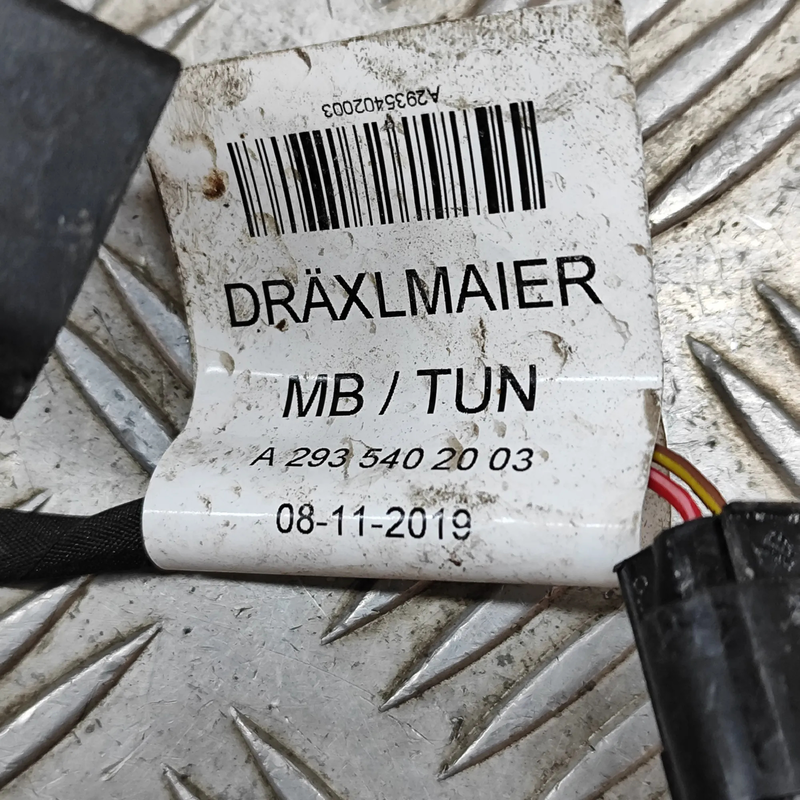 A2935402003
DRÄXLMAIER
MB / TUN
A 293 540 20 03
08-11-2019